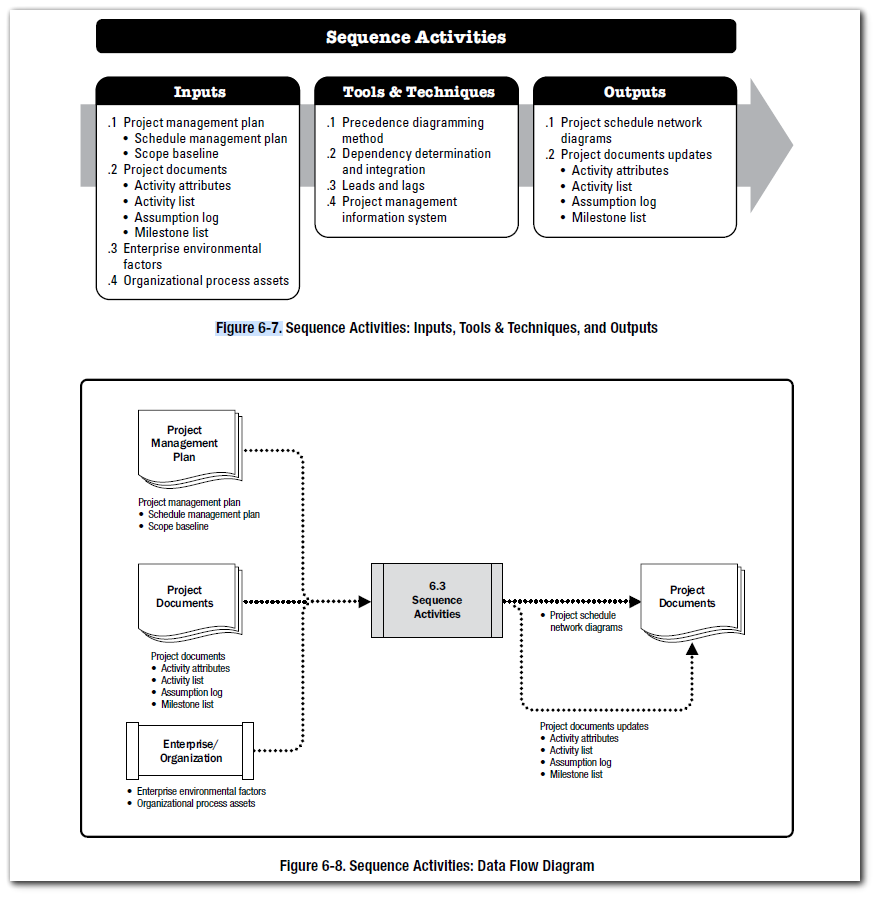 Sequence Activities
Inputs
.1 Project management plan
• Schedule management plan
• Scope baseline
.2 Project documents
• Activity attributes
• Activity list
• Assumption log
• Milestone list
.3 Enterprise environmental
factors
.4 Organizational process assets
Tools & Techniques
.1 Precedence diagramming
method
.2 Dependency determination
and integration
.3 Leads and lags
.4 Project management
information system
Outputs
.1 Project schedule network
diagrams
.2 Project documents updates
• Activity attributes
• Activity list
• Assumption log
• Milestone list
Figure 6-7. Sequence Activities: Inputs, Tools & Techniques, and Outputs
Project
Management
Plan
Project management plan
• Schedule management plan
• Scope baseline
Project
Documents
Project documents
• Activity attributes
• Activity list
• Assumption log
• Milestone list
Enterprise/
Organization
• Enterprise environmental factors
• Organizational process assets
6.3
Sequence
Activities
• Project schedule
network diagrams
Project
Documents
Project documents updates
• Activity attributes
• Activity list
• Assumption log
• Milestone list
Figure 6-8. Sequence Activities: Data Flow Diagram